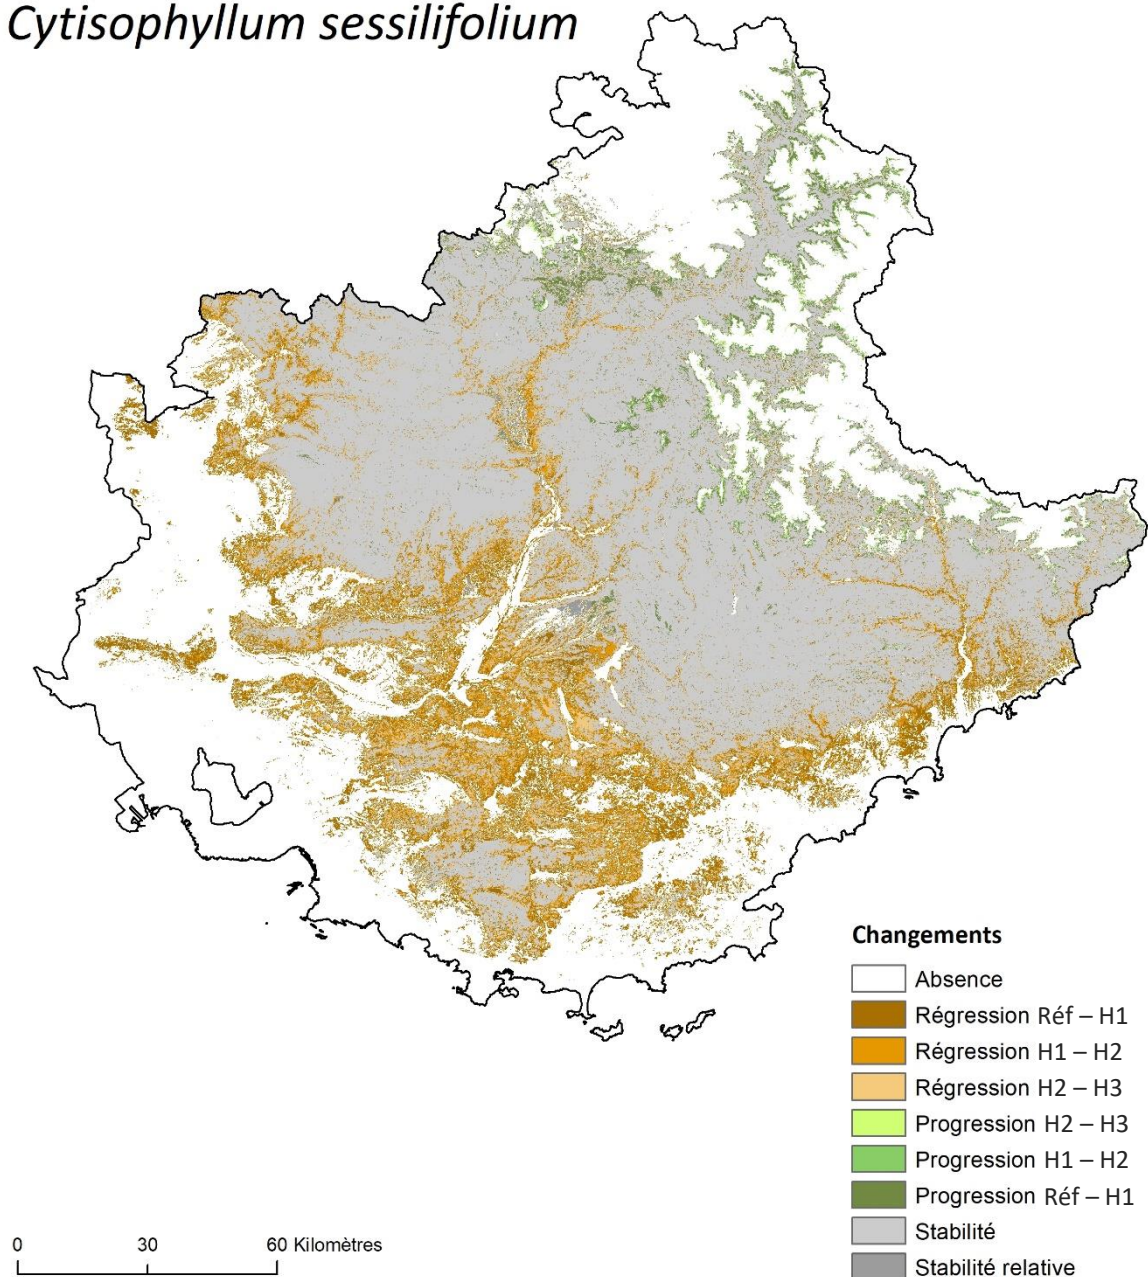 Cytisophyllum sessilifolium
Changements
Absence
Régression Réf – H1
Régression H1 – H2
Régression H2 – H3
Progression H2 – H3
Progression H1 – H2
Progression Réf – H1
Stabilité
Stabilité relative
0 30 60 Kilomètres